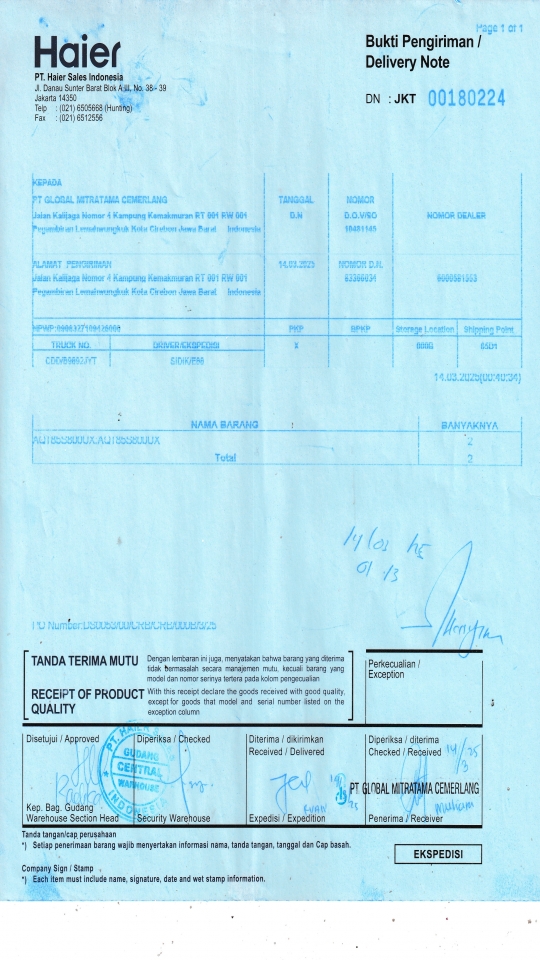 Page 1 of 1
Haier
Bukti Pengiriman /
Delivery Note
PT. Haier Sales Indonesia
Jl. Danau Sunter Barat Blok A III, No. 38 - 39
Jakarta 14350
Telp : (021) 6505668 (Hunting)
Fax : (021) 6512556
DN : JKT 00180224
KEPADA
PT GLOBAL MITRATAMA CEMERLANG TANGGAL NOMOR
Jalan Kalijaga Nomor 4 Kampung Kemakmuran RT 001 RW 001 D.N D.O.V/SO NOMOR DEALER
Pegambiran Lemahwungkuk Kota Cirebon Jawa Barat Indonesia
ALAMAT PENGIRIMAN 14.03.2025
Jalan Kalijaga Nomor 4 Kampung Kemakmuran RT 001 RW 001
Pegambiran Lemahwungkuk Kota Cirebon Jawa Barat Indonesia
PKP BPKP Storage Location Shipping Point
TRUCK NO. DRIVER/EKSPEDISI X
SIDIK/E99
14.03.2025(00:40:34)
NAMA BARANG BANYAKNYA
2
Total 2
14/03
PO Number:
TANDA TERIMA MUTU Dengan lembaran ini juga, menyatakan bahwa barang yang diterima
tidak bermasalah secara manajemen mutu, kecuali barang yang
model dan nomor serinya tertera pada kolom pengecualian
RECEIPT OF PRODUCT QUALITY With this receipt declare the goods received with good quality,
except for goods that model and serial number listed on the
exception column
Perkecualian /
Exception
Disetujui / Approved Diperiksa / Checked Diterima / dikirimkan
Received / Delivered Diperiksa / diterima
Checked / Received 14/3 25
PT. HAIER
GUDANG
CENTRAL
WAREHOUSE
INDONESIA
PT GLOBAL MITRATAMA CEMERLANG
Kep. Bag. Gudang
Warehouse Section Head Security Warehouse Expedisi / Expedition Penerima / Receiver
Tanda tangan/cap perusahaan
*) Setiap penerimaan barang wajib menyertakan informasi nama, tanda tangan, tanggal dan Cap basah.
EKSPEDISI
Company Sign / Stamp
*) Each item must include name, signature, date and wet stamp information.